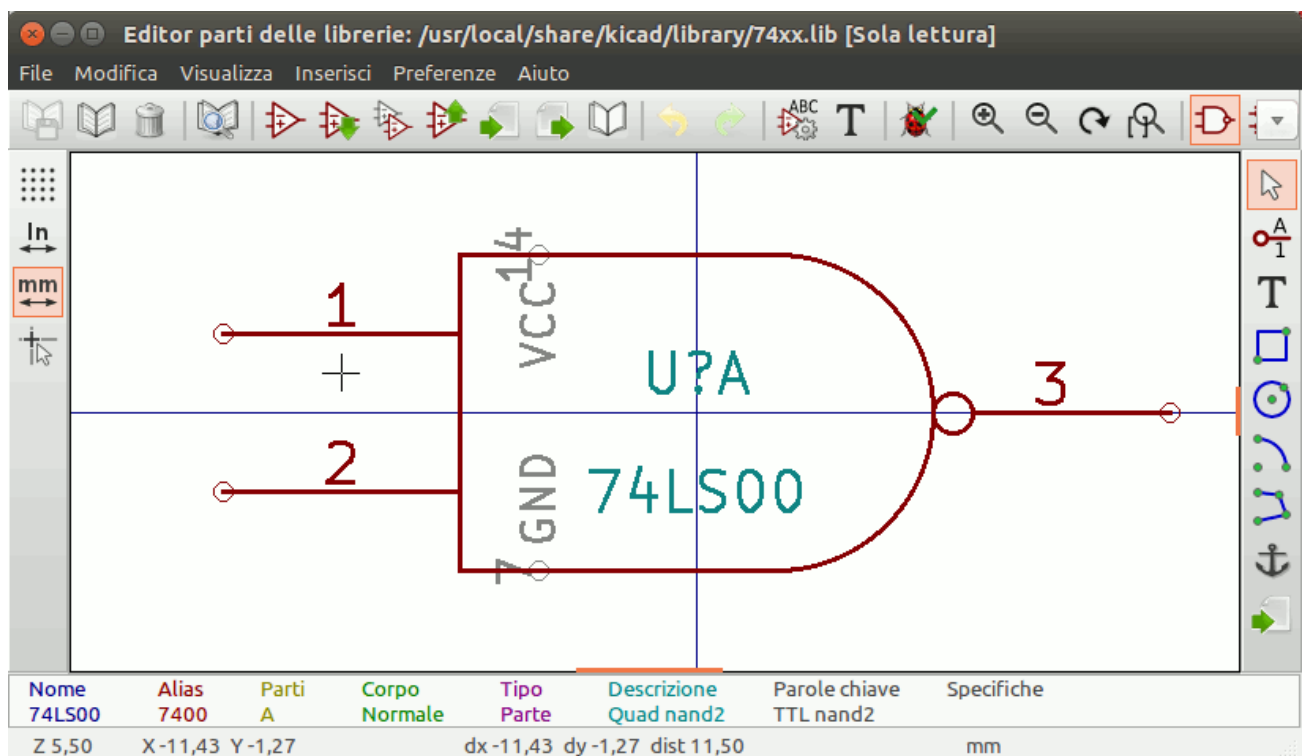 Editor parti delle librerie: /usr/local/share/kicad/library/74xx.lib [Sola lettura]
File Modifica Visualizza Inserisci Preferenze Aiuto
ABC
T
In
mm
A
1
T
14
VCC
1
U?A
3
2
GND
74LS00
7
Nome Alias Parti Corpo Tipo Descrizione Parole chiave Specifiche
74LS00 7400 A Normale Parte Quad nand2 TTL nand2
Z 5,50 X -11,43 Y -1,27 dx -11,43 dy -1,27 dist 11,50 mm